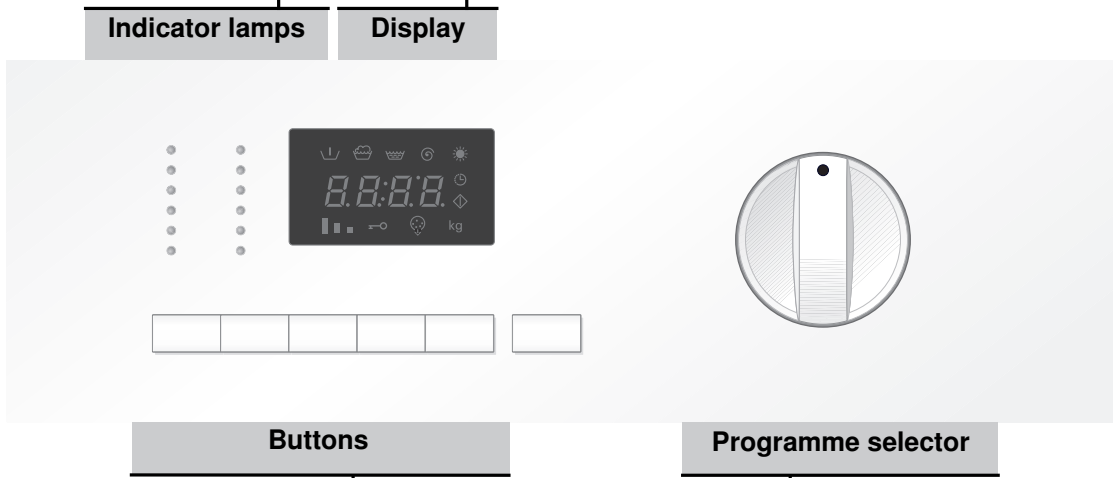 Indicator lamps
Display
8.8:8.8.
kg
Buttons
Programme selector